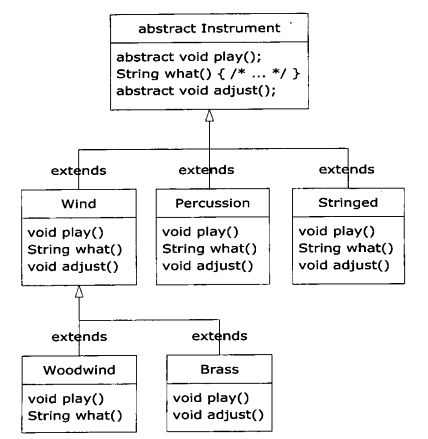 abstract Instrument
abstract void play();
String what() { /* ... */ }
abstract void adjust();
extends extends extends
Wind
void play()
String what()
void adjust()
Percussion
void play()
String what()
void adjust()
Stringed
void play()
String what()
void adjust()
extends extends
Woodwind
void play()
String what()
Brass
void play()
void adjust()